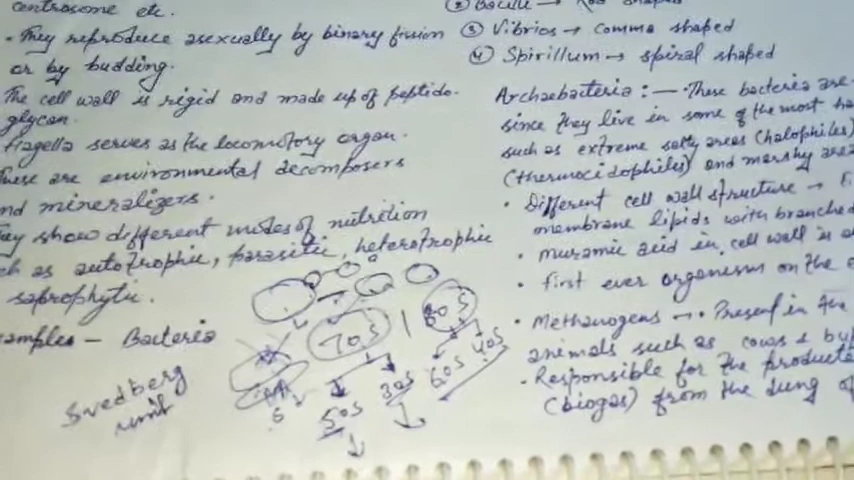 centrosome etc.
• They reproduce asexually by binary fission
or by budding.
The cell wall is rigid and made up of peptido-
glycan.
flagella serves as the locomotory organ.
These are environmental decomposers
and mineralizers.
They show different modes of nutrition
such as autotrophic, parasitic, heterotrophic
saprophytic.
Examples - Bacteria
Svedberg
unit
70S | 80S
50S 30S 60S 40S
③ Vibrios → Comma shaped
④ Spirillum → spiral shaped
Archaebacteria :— • These bacteria are
since they live in some of the most
such as extreme salty areas (halophiles)
(thermoacidophiles) and marshy
• Different cell wall structure →
membrane lipids with branched
• muramic acid in cell wall is
• first ever organism on the
• Methanogens → • Present in the
animals such as cows &
• Responsible for the
(biogas) from the dung of